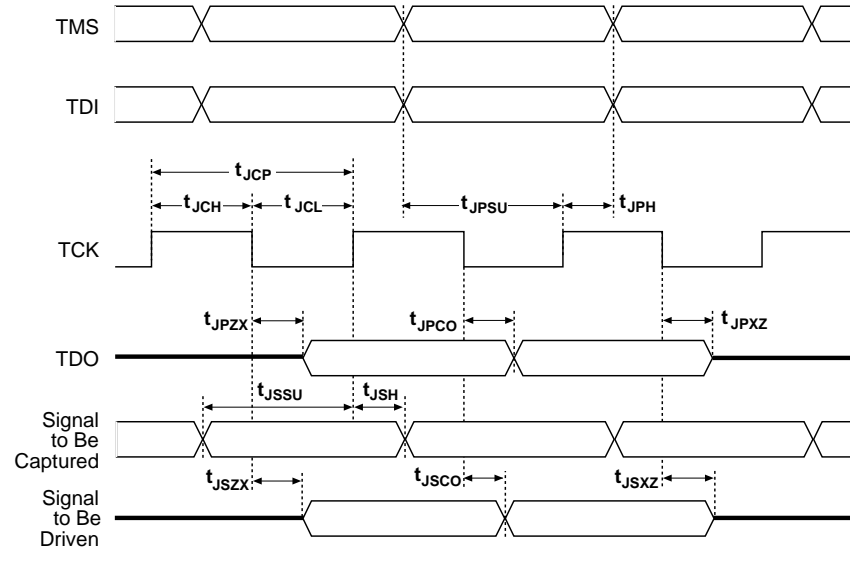 TMS
TDI
tJCP
tJCH
tJCL
tJPSU
tJPH
TCK
tJPZX
tJPCO
tJPXZ
TDO
tJSSU
tJSH
Signal
to Be
Captured
tJSZX
tJSCO
tJSXZ
Signal
to Be
Driven